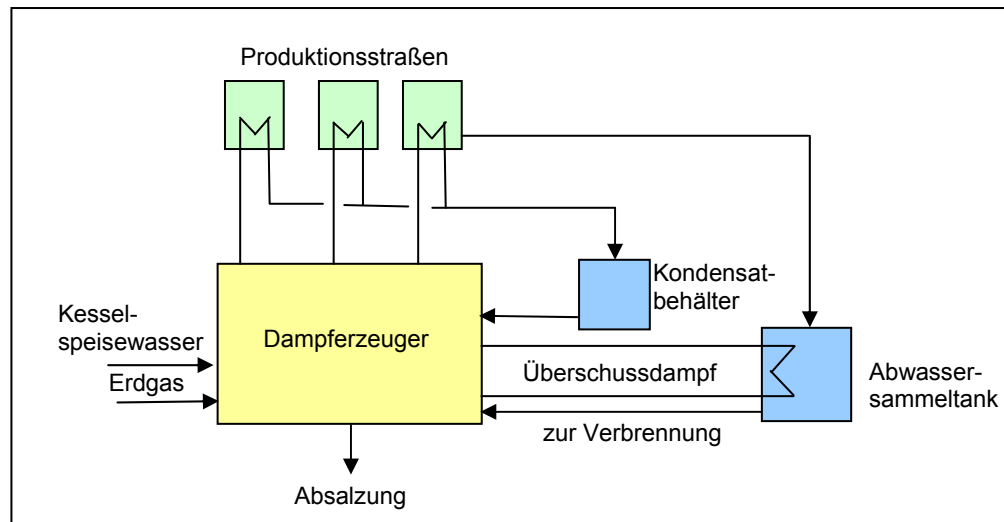 Produktionsstraßen
Kondensat-
behälter
Kessel-
speisewasser
Dampferzeuger
Erdgas
Überschussdampf
Abwasser-
sammeltank
zur Verbrennung
Absalzung